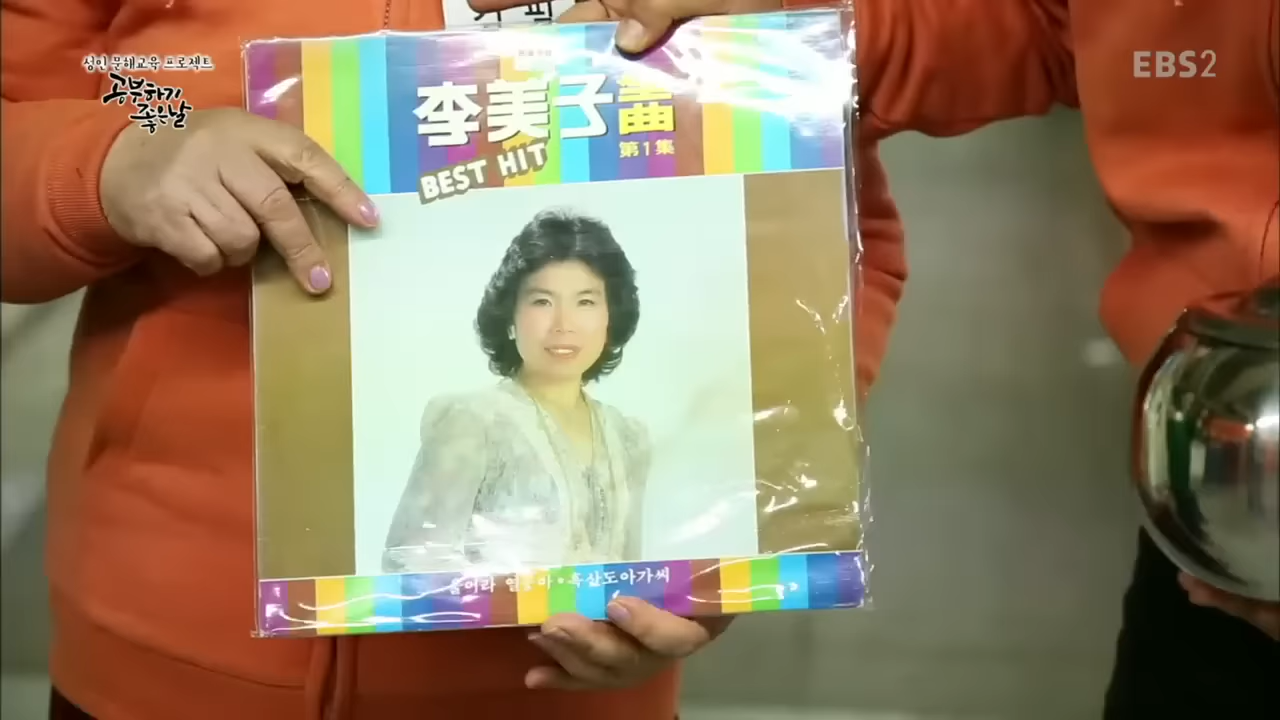 성인 문해교육 프로젝트
공부하기
좋은날
EBS2
李美子
第1集
BEST HIT
울어라 열풍아•흑산도아가씨